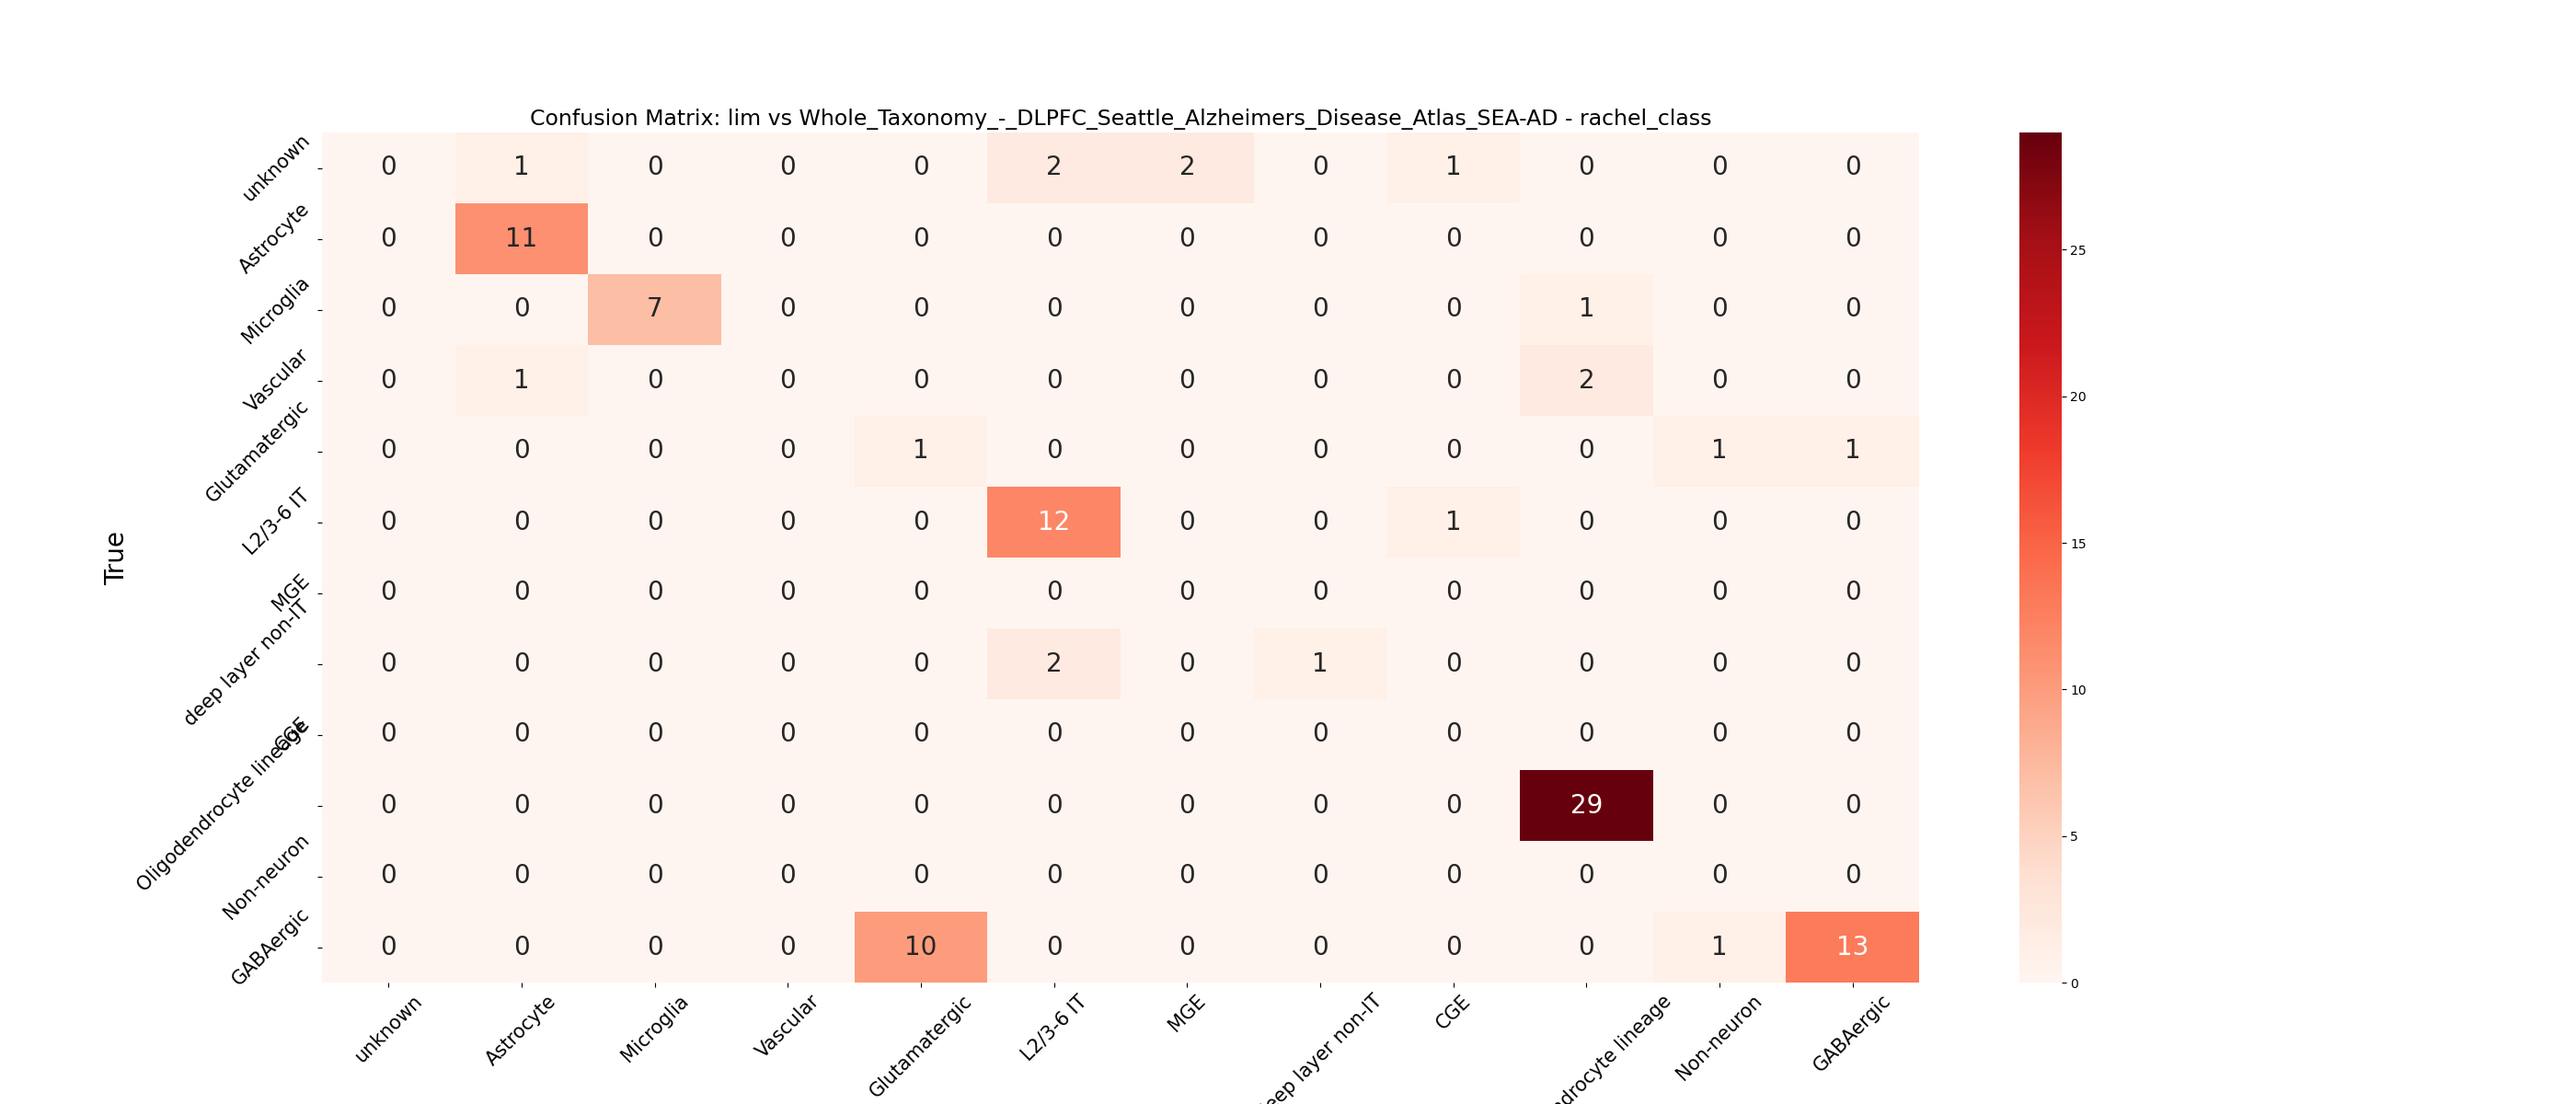 Confusion Matrix: lim vs Whole_Taxonomy_-_DLPFC_Seattle_Alzheimers_Disease_Atlas_SEA-AD - rachel_class
True
unknown 0 1 0 0 0 2 2 0 1 0 0 0
Astrocyte 0 11 0 0 0 0 0 0 0 0 0 0
Microglia 0 0 7 0 0 0 0 0 0 1 0 0
Vascular 0 1 0 0 0 0 0 0 0 2 0 0
Glutamatergic 0 0 0 0 1 0 0 0 0 0 1 1
L2/3-6 IT 0 0 0 0 0 12 0 0 1 0 0 0
MGE 0 0 0 0 0 0 0 0 0 0 0 0
deep layer non-IT 0 0 0 0 0 2 0 1 0 0 0 0
CGE 0 0 0 0 0 0 0 0 0 0 0 0
Oligodendrocyte lineage 0 0 0 0 0 0 0 0 0 29 0 0
Non-neuron 0 0 0 0 0 0 0 0 0 0 0 0
GABAergic 0 0 0 0 10 0 0 0 0 0 1 13
unknown Astrocyte Microglia Vascular Glutamatergic L2/3-6 IT MGE eep layer non-IT CGE ndrocyte lineage Non-neuron GABAergic
25
20
15
10
5
0